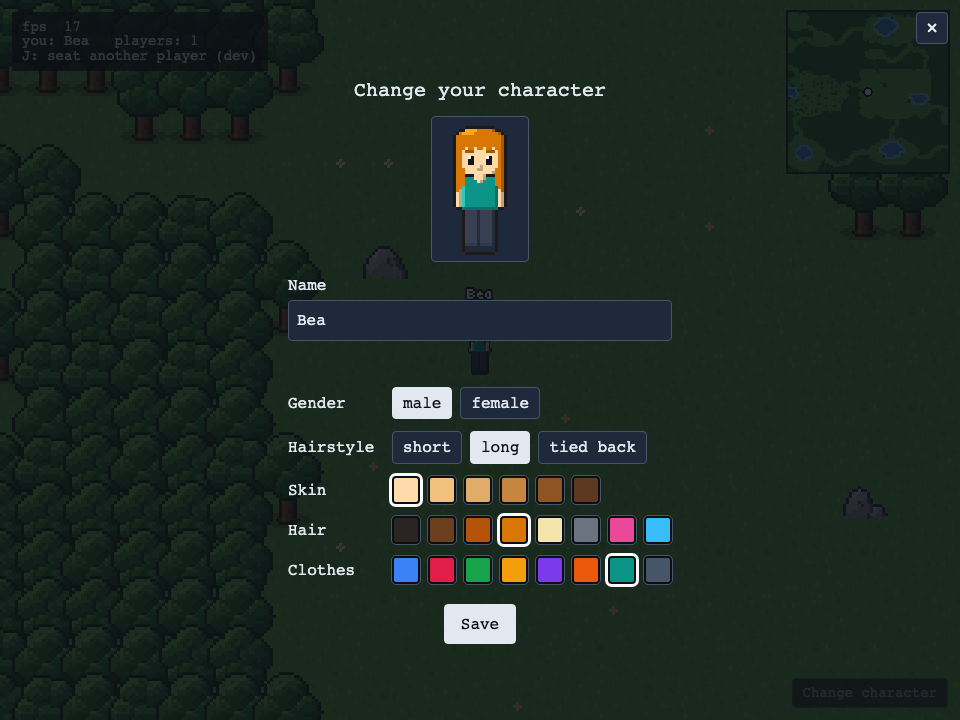 fps 17
you: Bea players: 1
J: seat another player (dev)
×
Change your character
Name
Bea
Bea
Gender male female
Hairstyle short long tied back
Skin
Hair
Clothes
Save
Change character